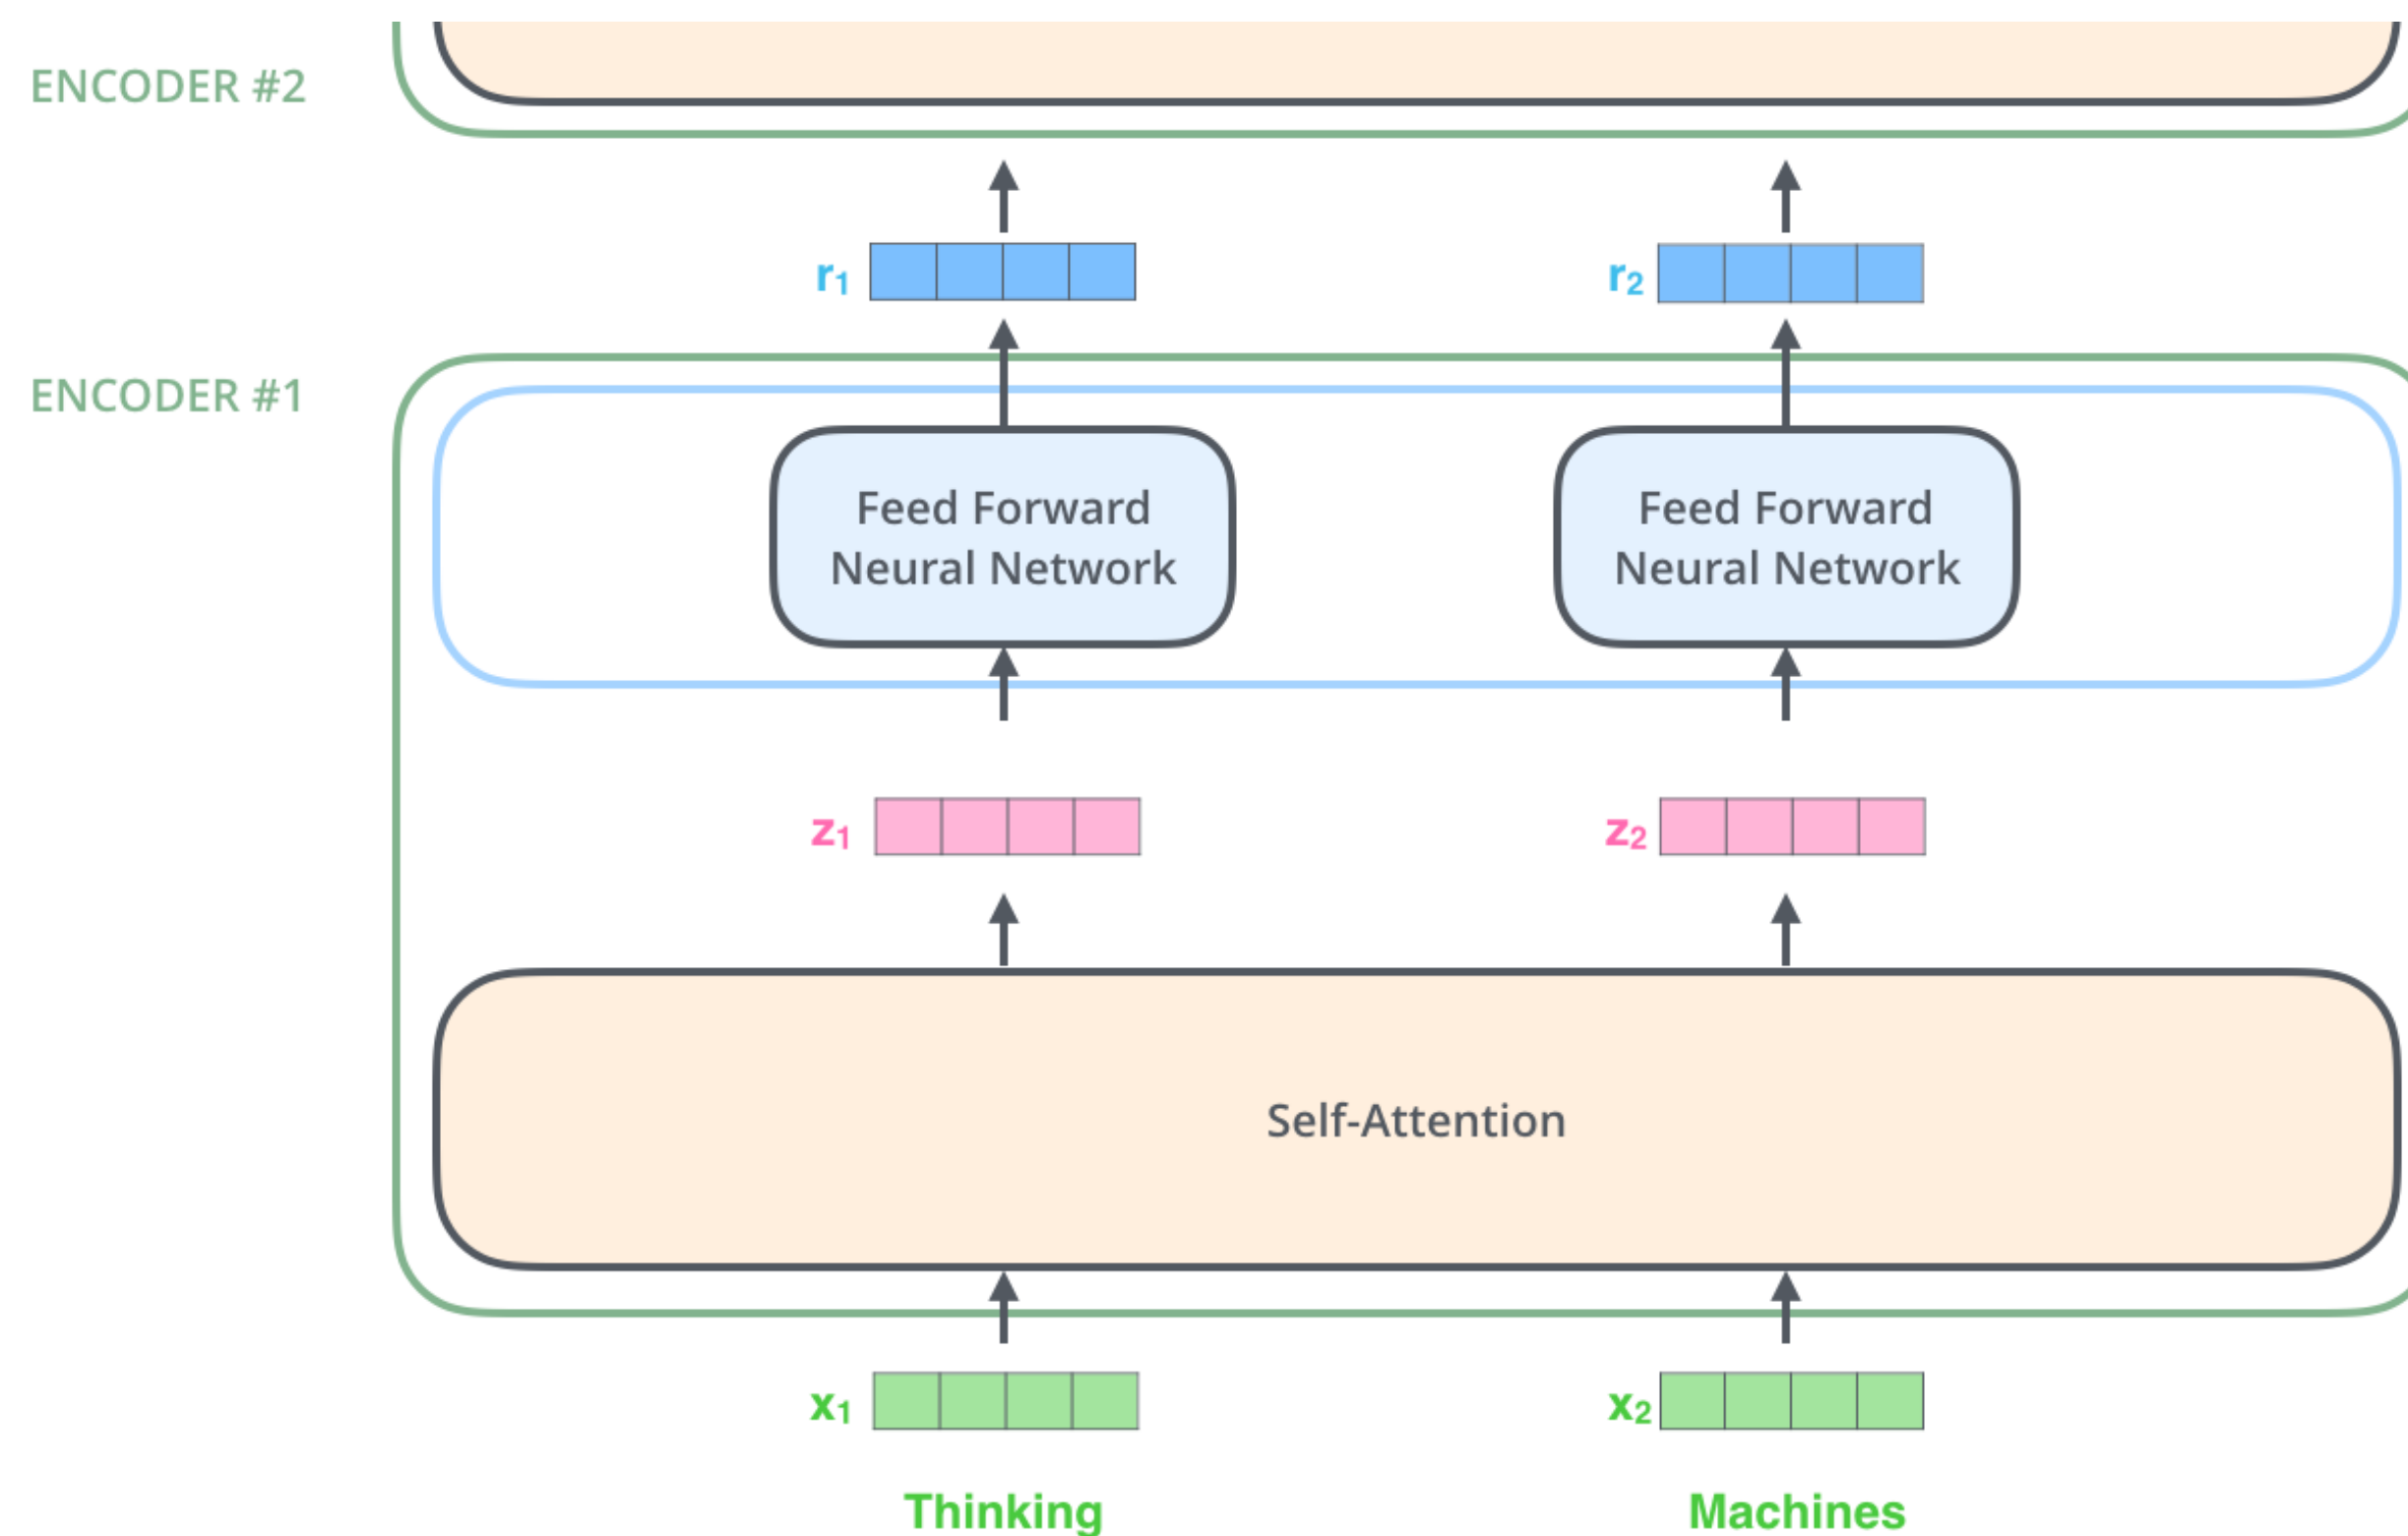 ENCODER #2
r1
r2
ENCODER #1
Feed Forward
Neural Network
Feed Forward
Neural Network
z1
z2
Self-Attention
x1
x2
Thinking
Machines